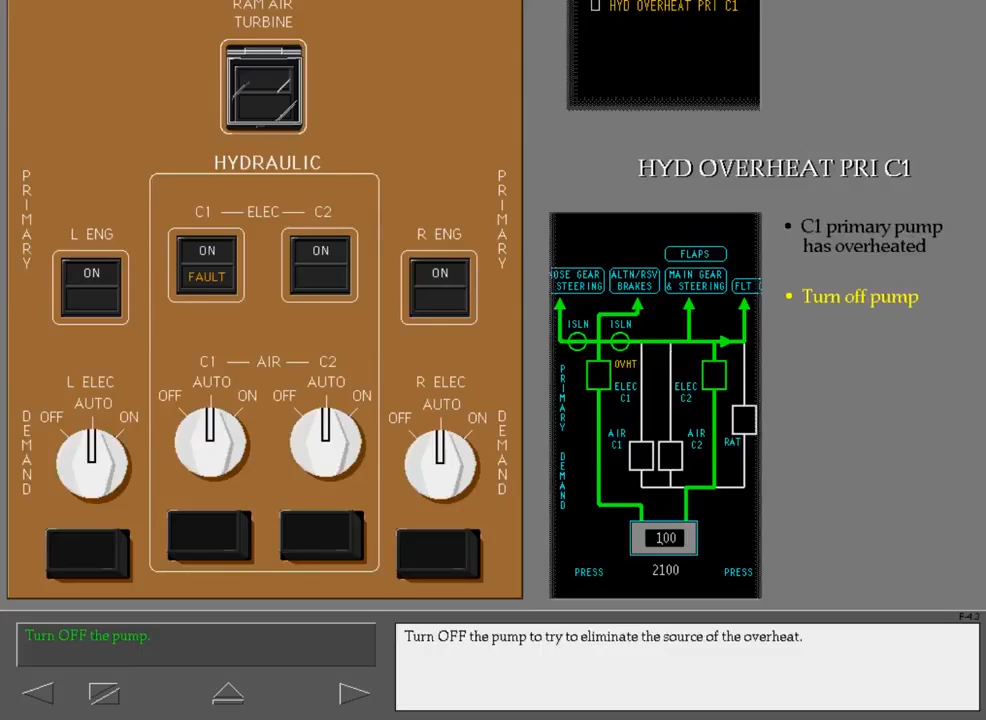 RAM AIR
TURBINE
HYDRAULIC
PRIMARY
PRIMARY
C1 ELEC C2
L ENG
R ENG
ON
ON
ON
FAULT
ON
C1 AIR C2
L ELEC
AUTO
AUTO
R ELEC
OFF
ON
OFF
ON
OFF
AUTO
ON
OFF
AUTO
ON
DEMAND
DEMAND
HYD OVERHEAT PRI C1
HYD OVERHEAT PRI C1
FLAPS
OSE GEAR
STEERING
ALTN/RSV
BRAKES
MAIN GEAR
& STEERING
FLT
ISLN
ISLN
OVHT
PRIMARY
ELEC
C1
ELEC
C2
AIR
C1
AIR
C2
RAT
DEMAND
100
PRESS
2100
PRESS
• C1 primary pump
has overheated
• Turn off pump
F-4.3
Turn OFF the pump.
Turn OFF the pump to try to eliminate the source of the overheat.